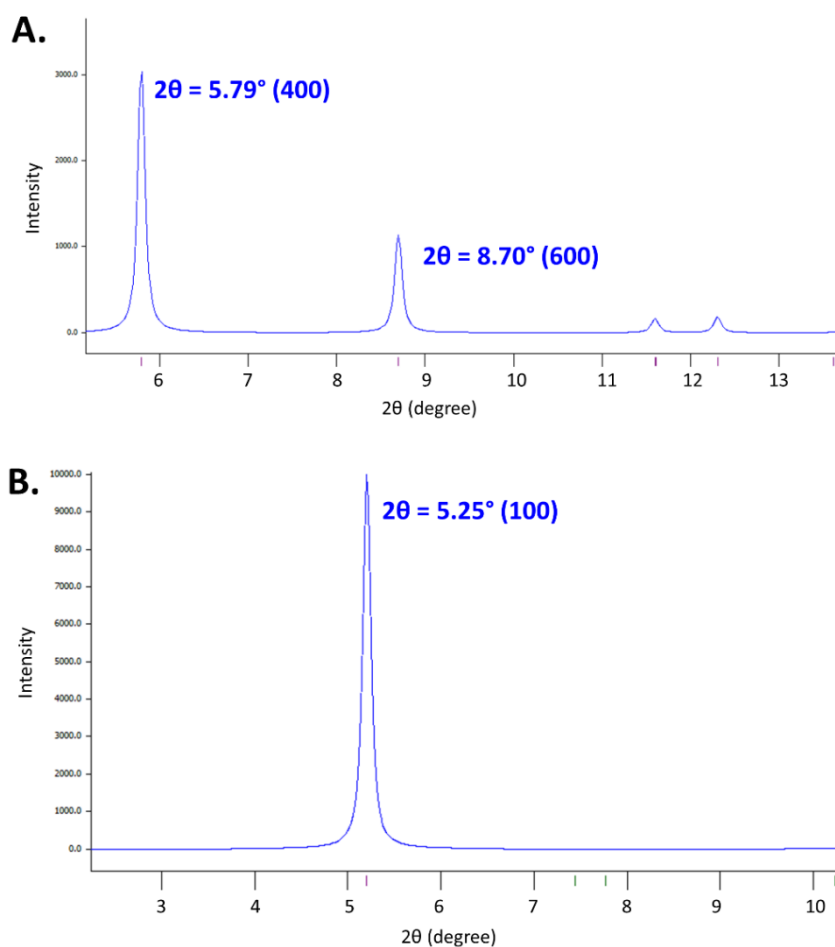 A.
3000.0
2θ = 5.79° (400)
2000.0
Intensity
1000.0
2θ = 8.70° (600)
0.0
6 7 8 9 10 11 12 13
2θ (degree)
B.
10000.0
2θ = 5.25° (100)
9000.0
8000.0
7000.0
6000.0
Intensity
5000.0
4000.0
3000.0
2000.0
1000.0
0.0
3 4 5 6 7 8 9 10
2θ (degree)